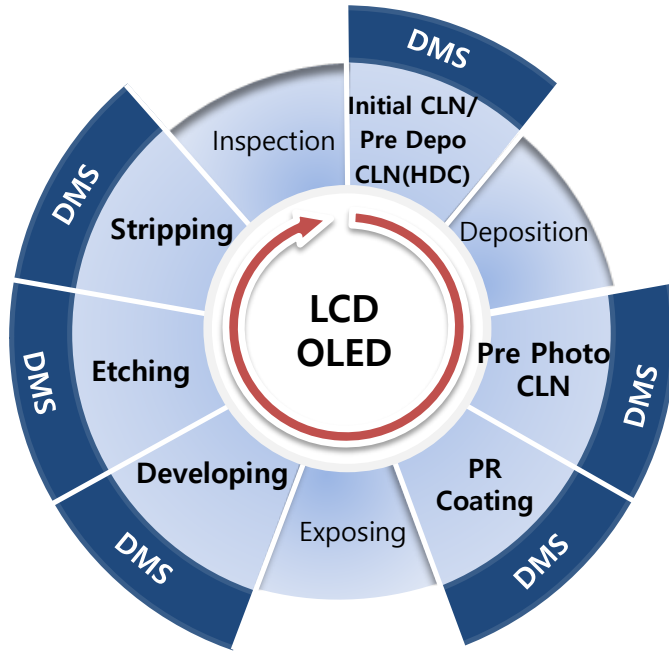 DMS
Initial CLN/
Pre Depo
CLN(HDC)
Deposition
DMS
Pre Photo
CLN
DMS
PR
Coating
Exposing
DMS
Developing
DMS
Etching
DMS
Stripping
Inspection
LCD
OLED